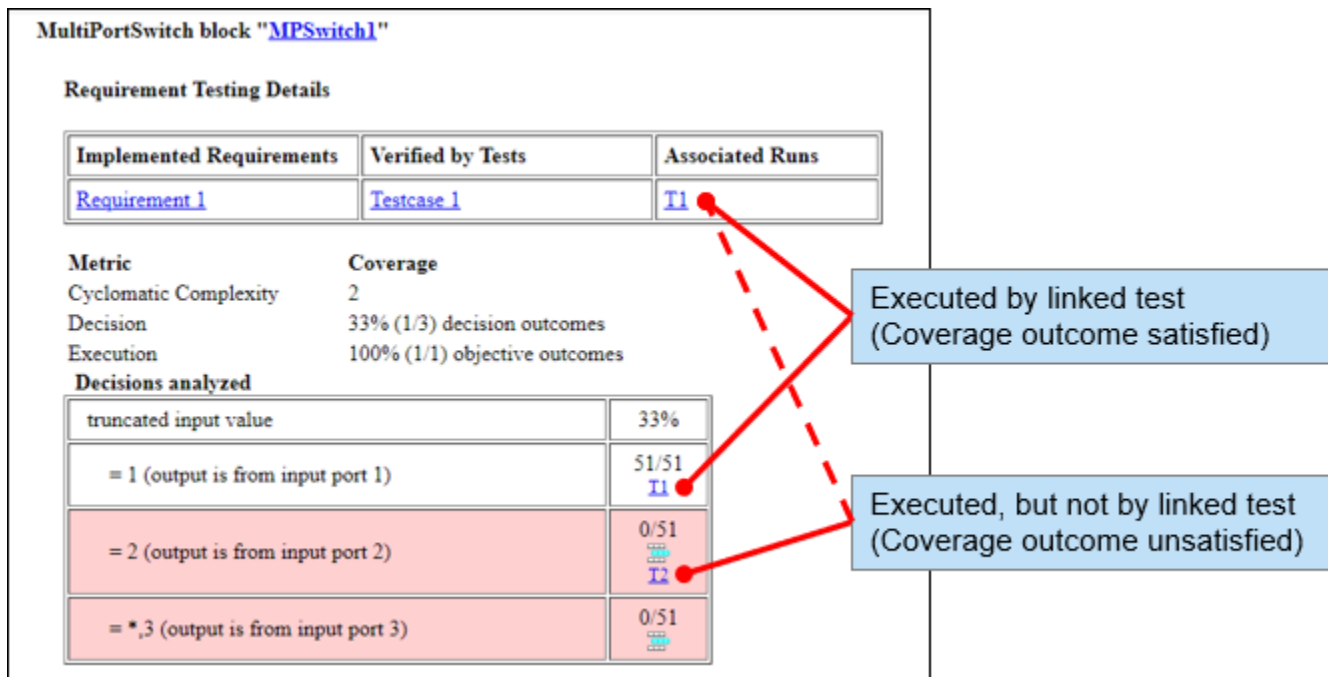 MultiPortSwitch block "MPSwitch1"
Requirement Testing Details
Implemented Requirements Verified by Tests Associated Runs
Requirement 1 Testcase 1 T1
Metric Coverage
Cyclomatic Complexity 2
Decision 33% (1/3) decision outcomes
Execution 100% (1/1) objective outcomes
Decisions analyzed
truncated input value 33%
= 1 (output is from input port 1) 51/51
T1
= 2 (output is from input port 2) 0/51
T2
= *,3 (output is from input port 3) 0/51
Executed by linked test
(Coverage outcome satisfied)
Executed, but not by linked test
(Coverage outcome unsatisfied)